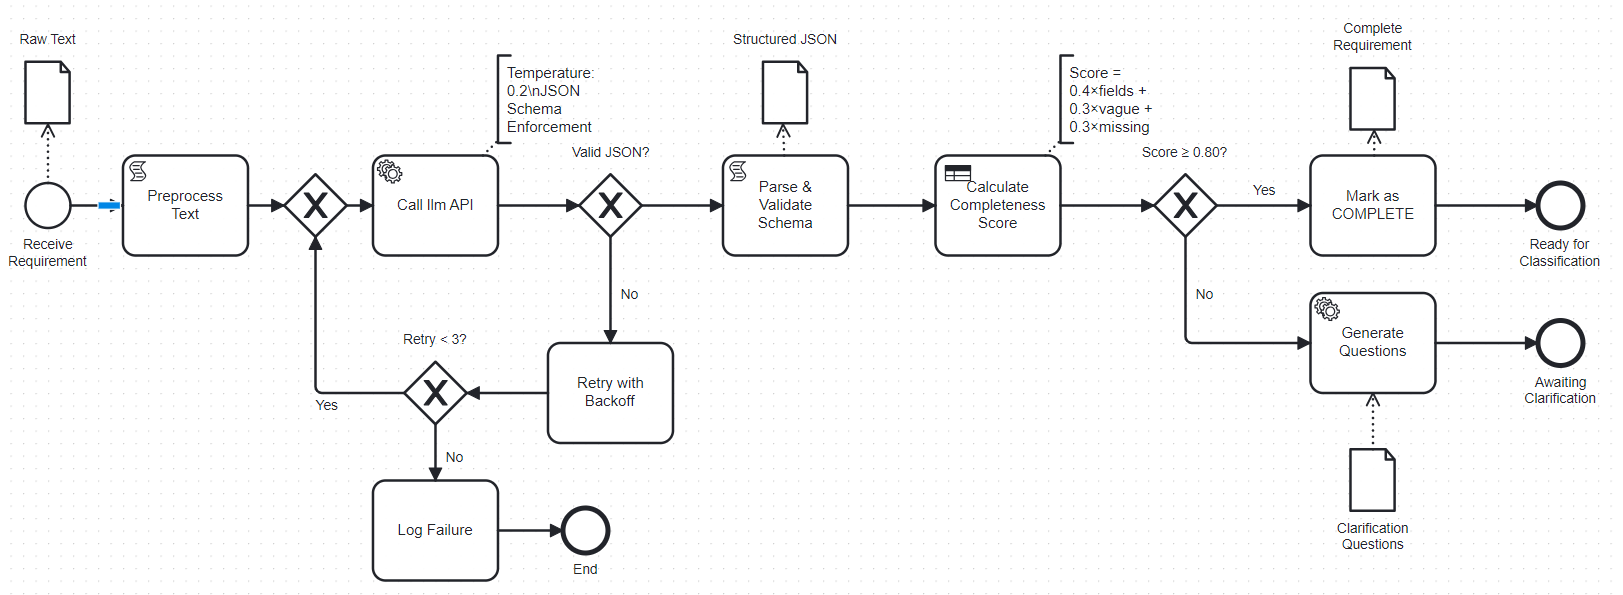 Raw Text
Receive
Requirement
Preprocess
Text
Temperature:
0.2\nJSON
Schema
Enforcement
Call llm API
Valid JSON?
No
Retry with
Backoff
Retry < 3?
Yes
No
Log Failure
End
Structured JSON
Parse &
Validate
Schema
Score =
0.4×fields +
0.3×vague +
0.3×missing
Calculate
Completeness
Score
Score ≥ 0.80?
Yes
No
Complete
Requirement
Mark as
COMPLETE
Ready for
Classification
Generate
Questions
Awaiting
Clarification
Clarification
Questions